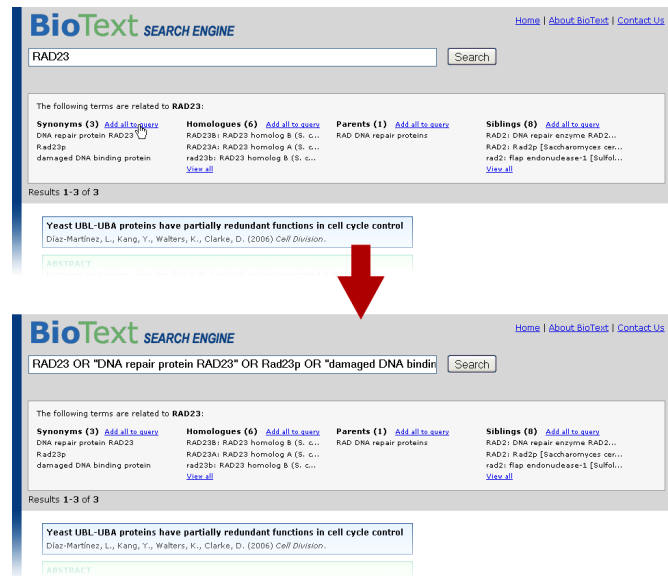 BioText SEARCH ENGINE
Home | About BioText | Contact Us
RAD23
Search
The following terms are related to RAD23:
Synonyms (3) Add all to query
DNA repair protein RAD23
Rad23p
damaged DNA binding protein
Homologues (6) Add all to query
RAD23B: RAD23 homolog B (S. c...
RAD23A: RAD23 homolog A (S. c...
rad23b: RAD23 homolog B (S. c...
View all
Parents (1) Add all to query
RAD DNA repair proteins
Siblings (8) Add all to query
RAD2: DNA repair enzyme RAD2...
RAD2: Rad2p [Saccharomyces cer...
rad2: flap endonuclease-1 [Sulfol...
View all
Results 1-3 of 3
Yeast UBL-UBA proteins have partially redundant functions in cell cycle control
Díaz-Martínez, L., Kang, Y., Walters, K., Clarke, D. (2006) Cell Division.
ABSTRACT
BioText SEARCH ENGINE
Home | About BioText | Contact Us
RAD23 OR "DNA repair protein RAD23" OR Rad23p OR "damaged DNA bindin
Search
The following terms are related to RAD23:
Synonyms (3) Add all to query
DNA repair protein RAD23
Rad23p
damaged DNA binding protein
Homologues (6) Add all to query
RAD23B: RAD23 homolog B (S. c...
RAD23A: RAD23 homolog A (S. c...
rad23b: RAD23 homolog B (S. c...
View all
Parents (1) Add all to query
RAD DNA repair proteins
Siblings (8) Add all to query
RAD2: DNA repair enzyme RAD2...
RAD2: Rad2p [Saccharomyces cer...
rad2: flap endonuclease-1 [Sulfol...
View all
Results 1-3 of 3
Yeast UBL-UBA proteins have partially redundant functions in cell cycle control
Díaz-Martínez, L., Kang, Y., Walters, K., Clarke, D. (2006) Cell Division.
ABSTRACT